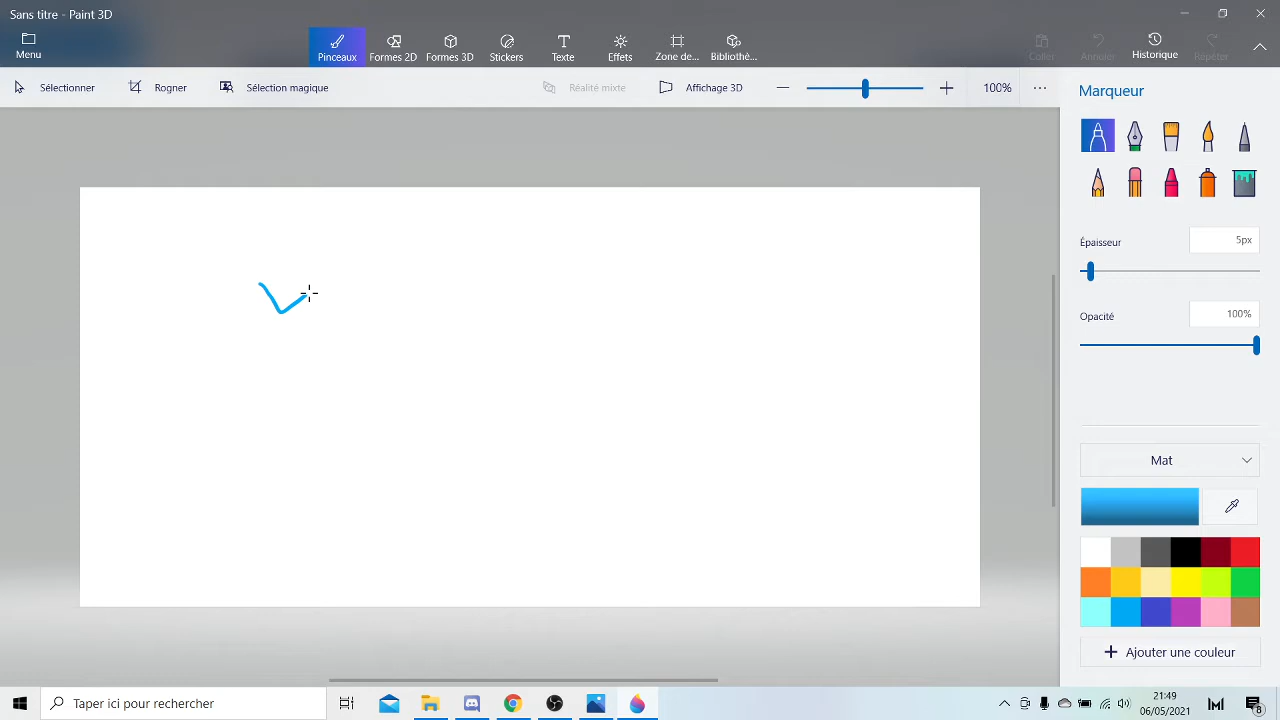 Sans titre - Paint 3D
Menu
Pinceaux
Formes 2D
Formes 3D
Stickers
Texte
Effets
Zone de...
Bibliothè...
Coller
Annuler
Historique
Répéter
Sélectionner
Rogner
Sélection magique
Réalité mixte
Affichage 3D
100%
Marqueur
Épaisseur
5px
Opacité
100%
Mat
Ajouter une couleur
Taper ici pour rechercher
21:49
06/05/2021
8